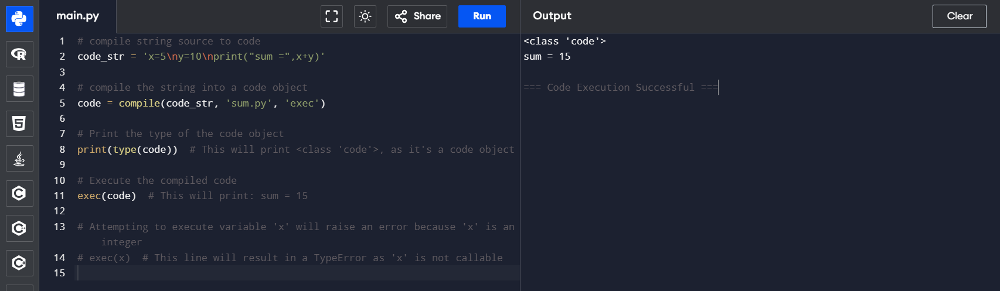 main.py
Share
Run
Output
Clear
1 # compile string source to code
2 code_str = 'x=5\ny=10\nprint("sum =",x+y)'
3
4 # compile the string into a code object
5 code = compile(code_str, 'sum.py', 'exec')
6
7 # Print the type of the code object
8 print(type(code))  # This will print <class 'code'>, as it's a code object
9
10 # Execute the compiled code
11 exec(code)  # This will print: sum = 15
12
13 # Attempting to execute variable 'x' will raise an error because 'x' is an
integer
14 # exec(x)  # This line will result in a TypeError as 'x' is not callable
15
<class 'code'>
sum = 15
=== Code Execution Successful ===